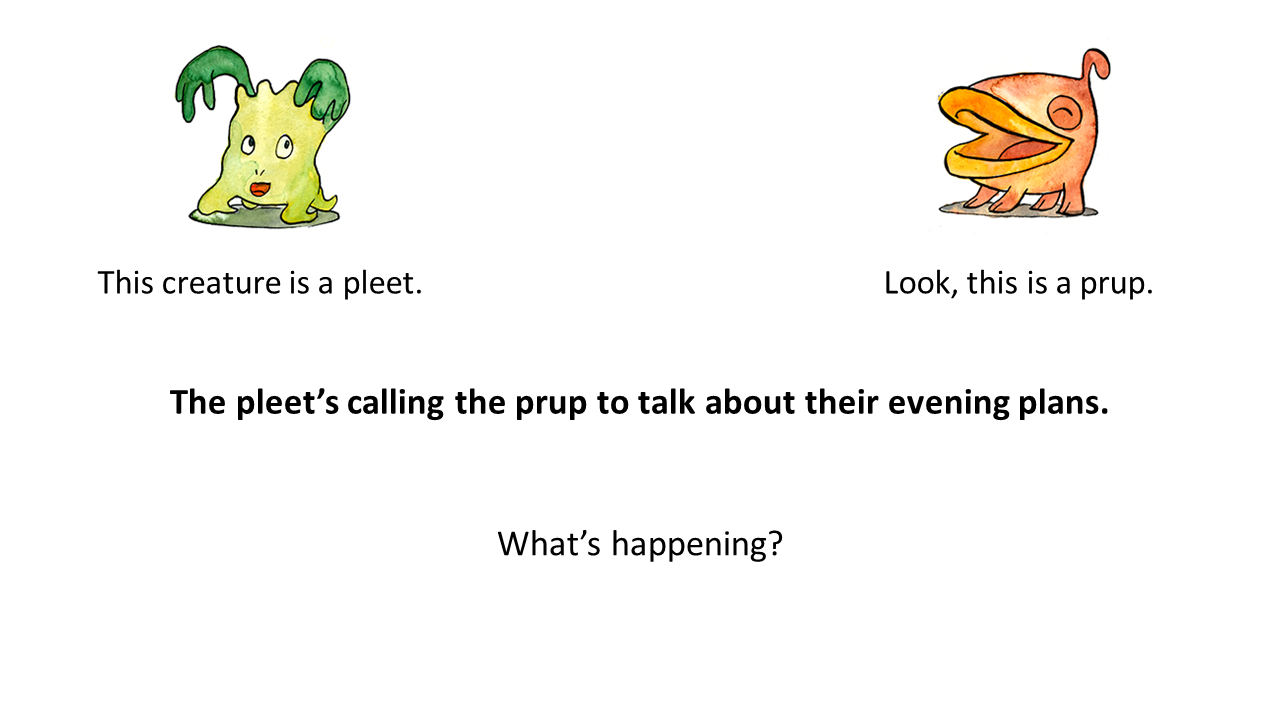 This creature is a pleet.
Look, this is a prup.
The pleet’s calling the prup to talk about their evening plans.
What’s happening?